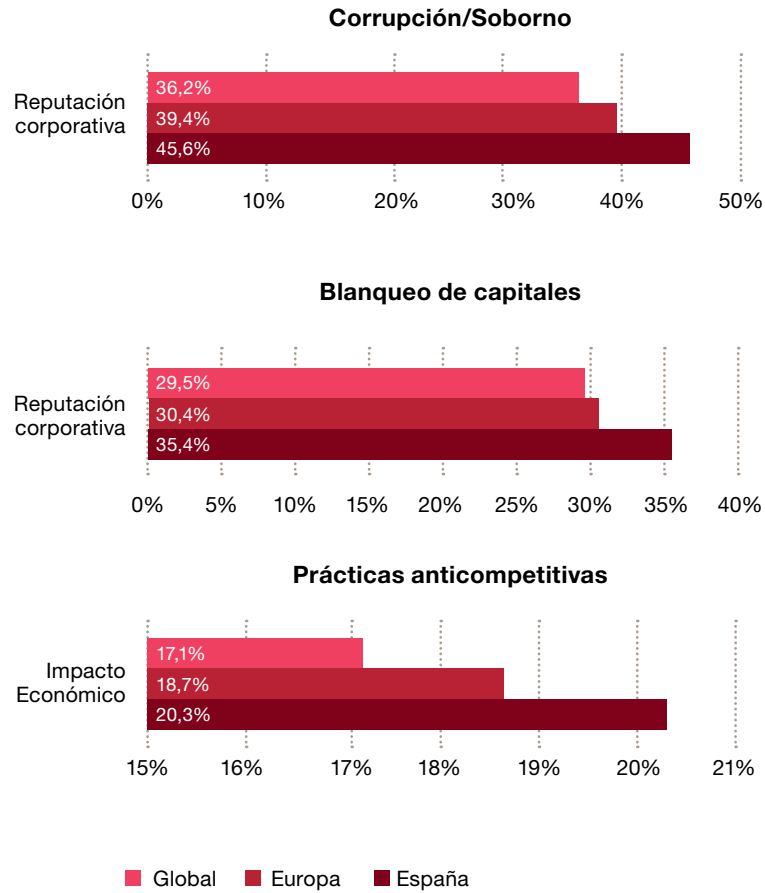 Corrupción/Soborno
Reputación
corporativa
36,2%
39,4%
45,6%
0% 10% 20% 30% 40% 50%
Blanqueo de capitales
Reputación
corporativa
29,5%
30,4%
35,4%
0% 5% 10% 15% 20% 25% 30% 35% 40%
Prácticas anticompetitivas
Impacto
Económico
17,1%
18,7%
20,3%
15% 16% 17% 18% 19% 20% 21%
Global Europa España